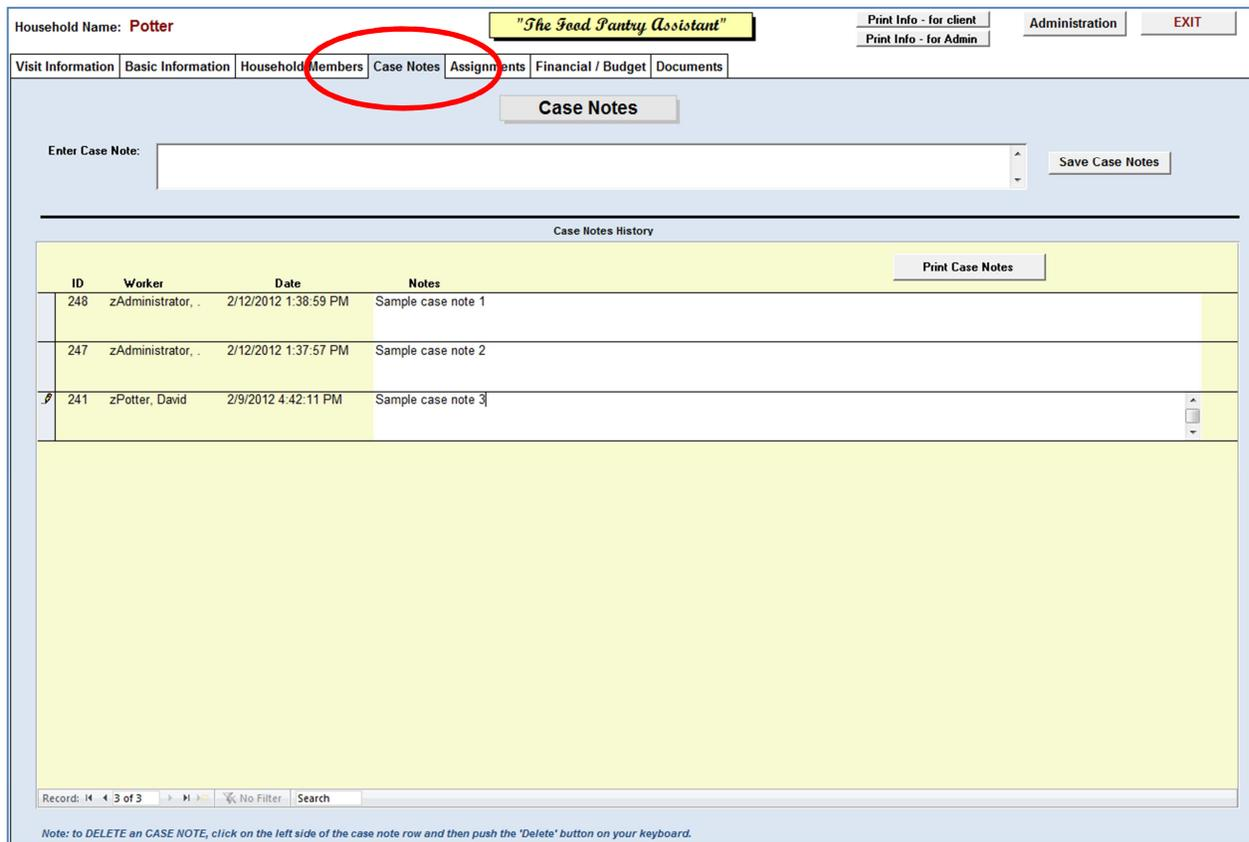 Household Name: Potter
"The Food Pantry Assistant"
Print Info - for client
Print Info - for Admin
Administration
EXIT
Visit Information Basic Information Household Members Case Notes Assignments Financial / Budget Documents
Case Notes
Enter Case Note:
Save Case Notes
Case Notes History
Print Case Notes
ID Worker Date Notes
248 zAdministrator, . 2/12/2012 1:38:59 PM Sample case note 1
247 zAdministrator, . 2/12/2012 1:37:57 PM Sample case note 2
241 zPotter, David 2/9/2012 4:42:11 PM Sample case note 3
Record: 3 of 3 No Filter Search
Note: to DELETE an CASE NOTE, click on the left side of the case note row and then push the 'Delete' button on your keyboard.